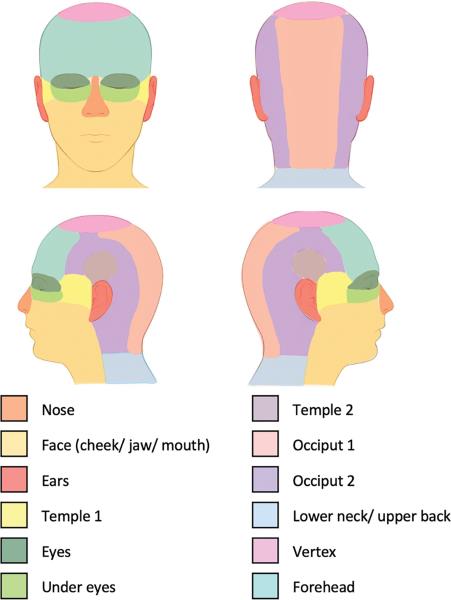 Nose
Face (cheek/ jaw/ mouth)
Ears
Temple 1
Eyes
Under eyes
Temple 2
Occiput 1
Occiput 2
Lower neck/ upper back
Vertex
Forehead